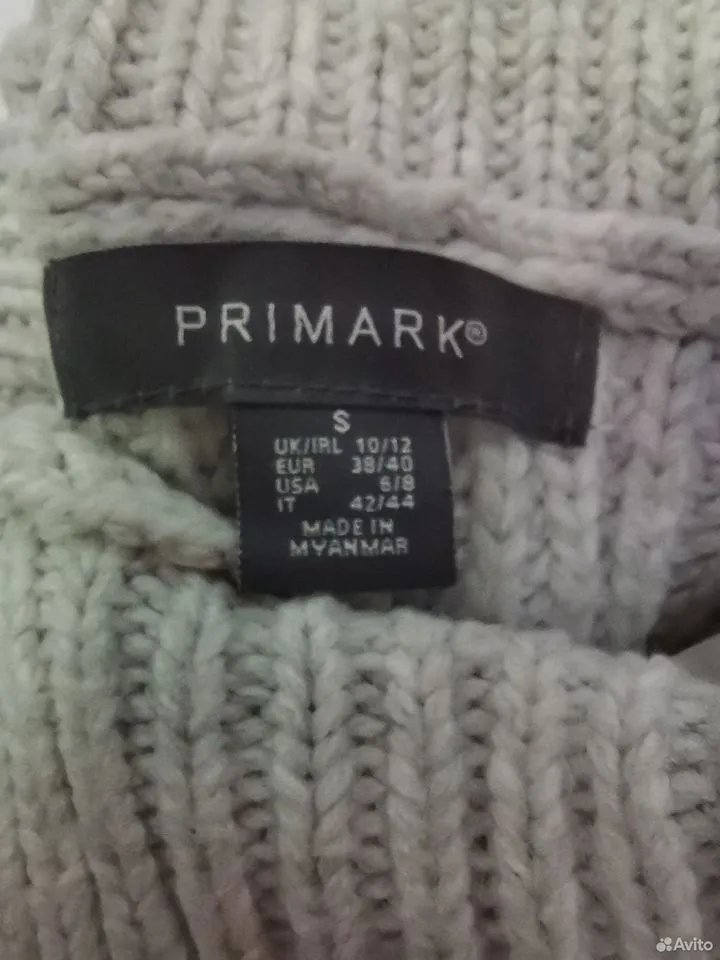 PRIMARK®
S
UK/IRL 10/12
EUR 38/40
USA 6/8
IT 42/44
MADE IN
MYANMAR
Avito